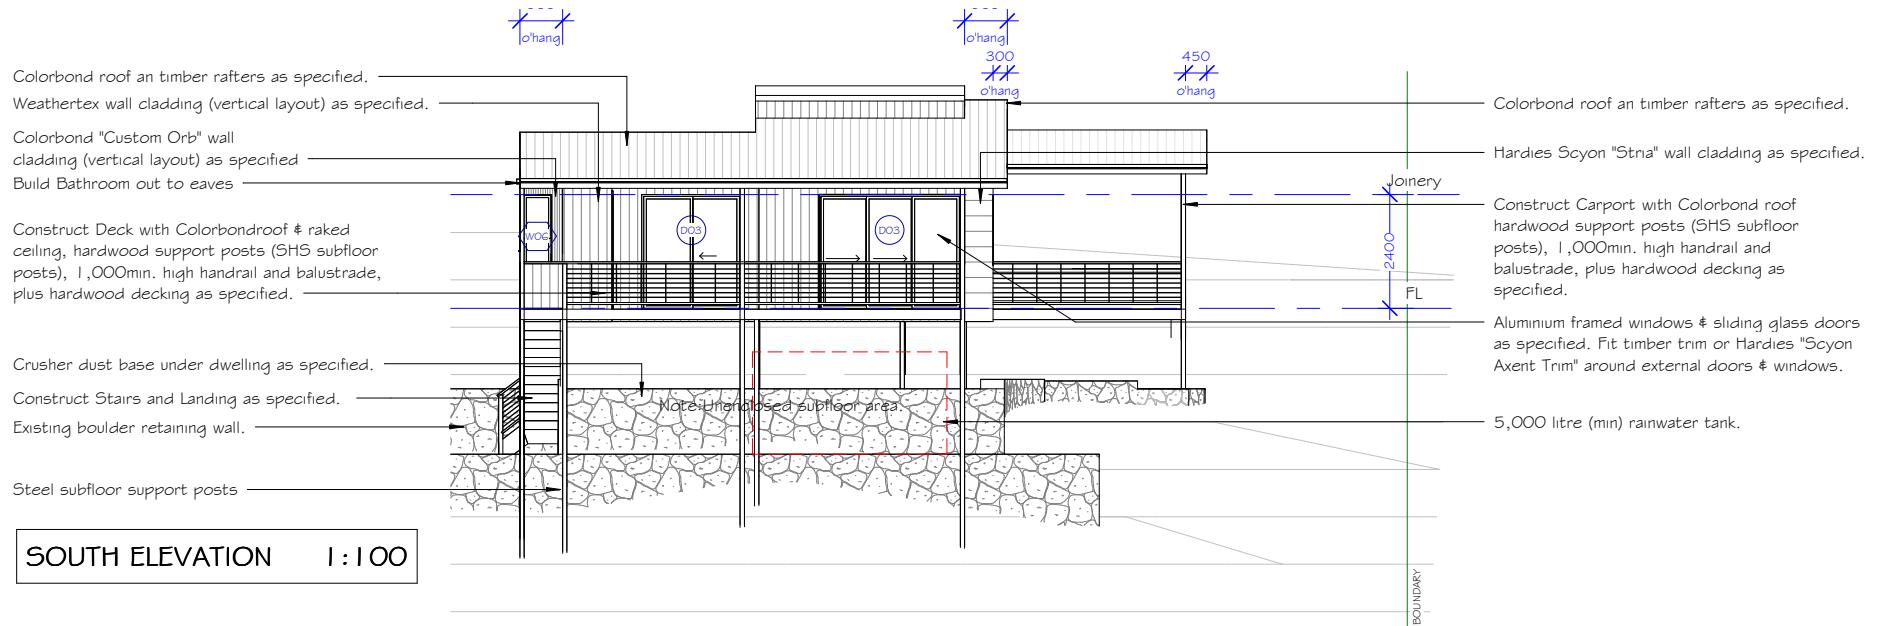 o'hang
o'hang
300
o'hang
450
o'hang
Colorbond roof an timber rafters as specified.
Weathertex wall cladding (vertical layout) as specified.
Colorbond "Custom Orb" wall
cladding (vertical layout) as specified
Build Bathroom out to eaves
Construct Deck with Colorbondroof & raked
ceiling, hardwood support posts (SHS subfloor
posts), 1,000min. high handrail and balustrade,
plus hardwood decking as specified.
Crusher dust base under dwelling as specified.
Construct Stairs and Landing as specified.
Existing boulder retaining wall.
Steel subfloor support posts
SOUTH ELEVATION 1:100
W06
D03
D03
Note:Unenclosed subfloor area.
Joinery
2400
FL
BOUNDARY
Colorbond roof an timber rafters as specified.
Hardies Scyon "Stria" wall cladding as specified.
Construct Carport with Colorbond roof
hardwood support posts (SHS subfloor
posts), 1,000min. high handrail and
balustrade, plus hardwood decking as
specified.
Aluminium framed windows & sliding glass doors
as specified. Fit timber trim or Hardies "Scyon
Axent Trim" around external doors & windows.
5,000 litre (min) rainwater tank.